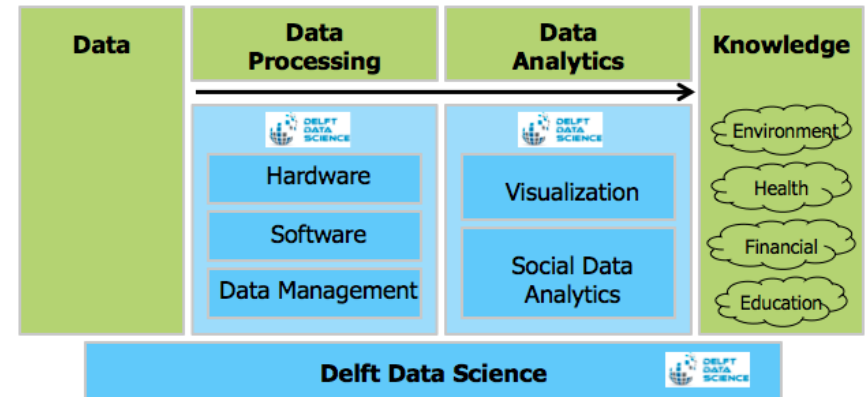 Data
Data
Processing
Data
Analytics
Knowledge
DELFT
DATA
SCIENCE
Hardware
Software
Data Management
DELFT
DATA
SCIENCE
Visualization
Social Data
Analytics
Environment
Health
Financial
Education
Delft Data Science
DELFT
DATA
SCIENCE